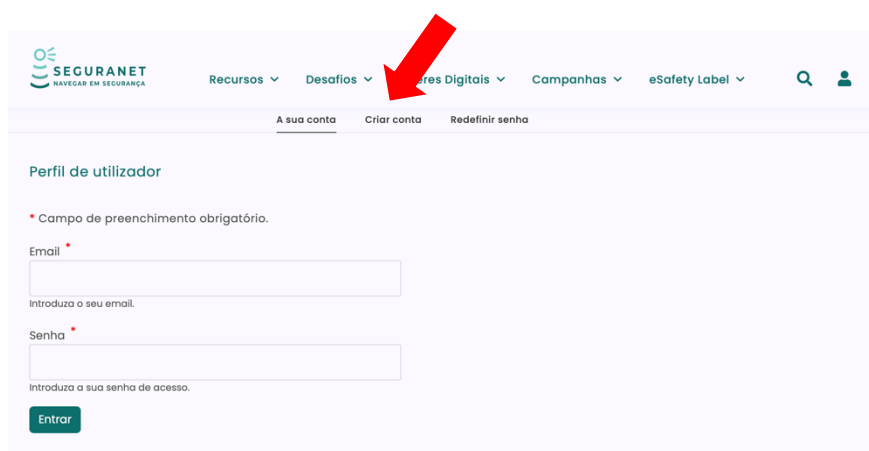 SEGURANET
NAVEGAR EM SEGURANÇA
Recursos Desafios Digitais Campanhas eSafety Label
A sua conta Criar conta Redefinir senha
Perfil de utilizador
* Campo de preenchimento obrigatório.
Email *
Introduza o seu email.
Senha *
Introduza a sua senha de acesso.
Entrar